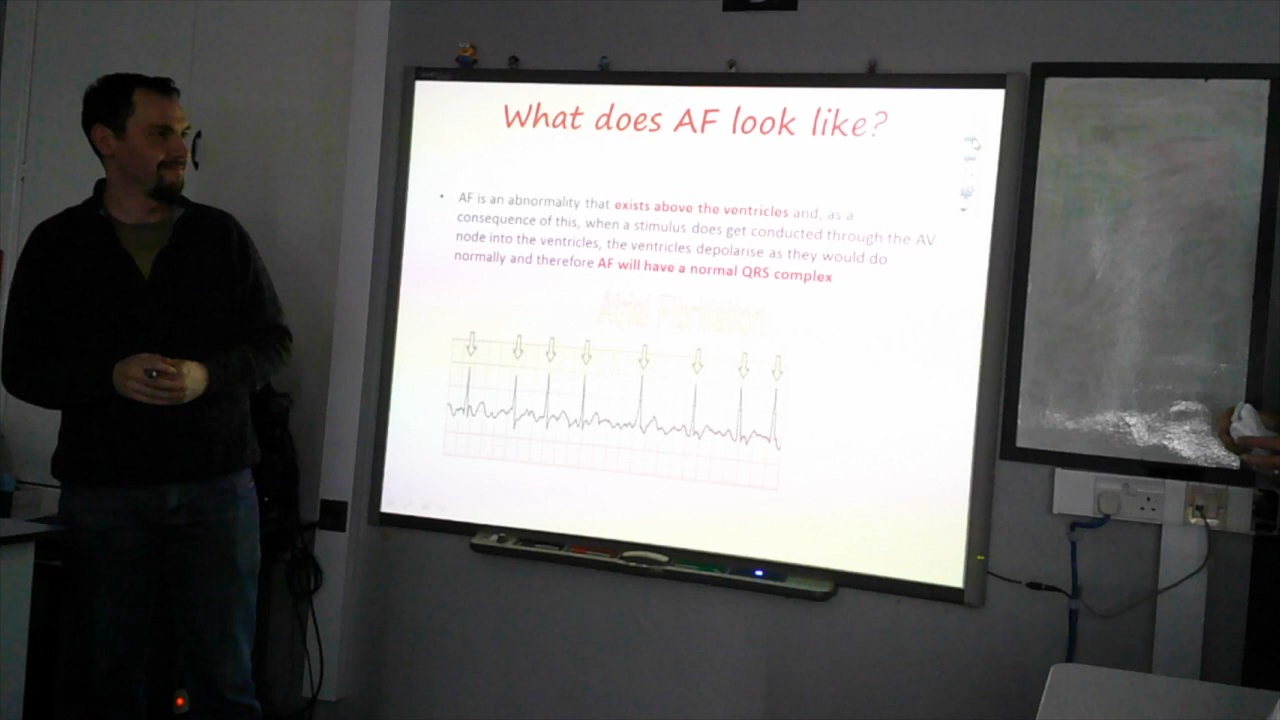 What does AF look like?
• AF is an abnormality that exists above the ventricles and, as a
consequence of this, when a stimulus does get conducted through the AV
node into the ventricles, the ventricles depolarise as they would do
normally and therefore AF will have a normal QRS complex
Atrial Fibrillation